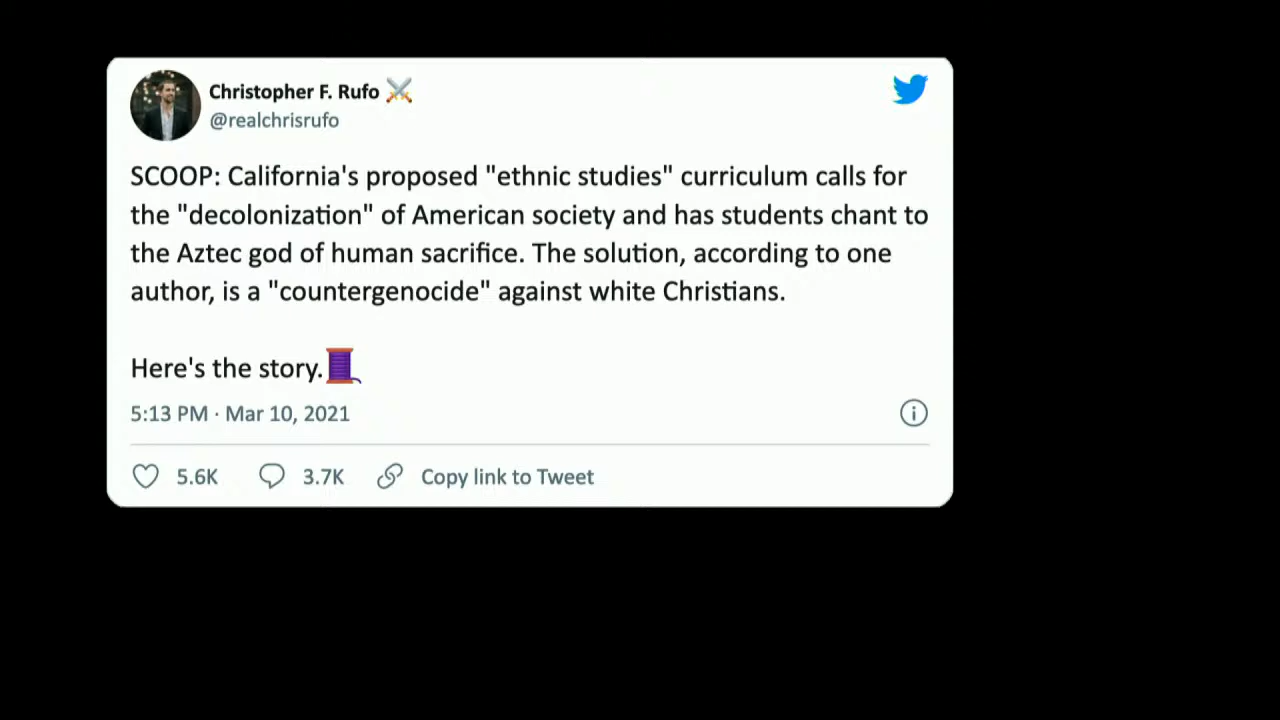 Christopher F. Rufo ⚔️
@realchrisrufo
SCOOP: California's proposed "ethnic studies" curriculum calls for
the "decolonization" of American society and has students chant to
the Aztec god of human sacrifice. The solution, according to one
author, is a "countergenocide" against white Christians.
Here's the story.🧵
5:13 PM · Mar 10, 2021
5.6K 3.7K Copy link to Tweet